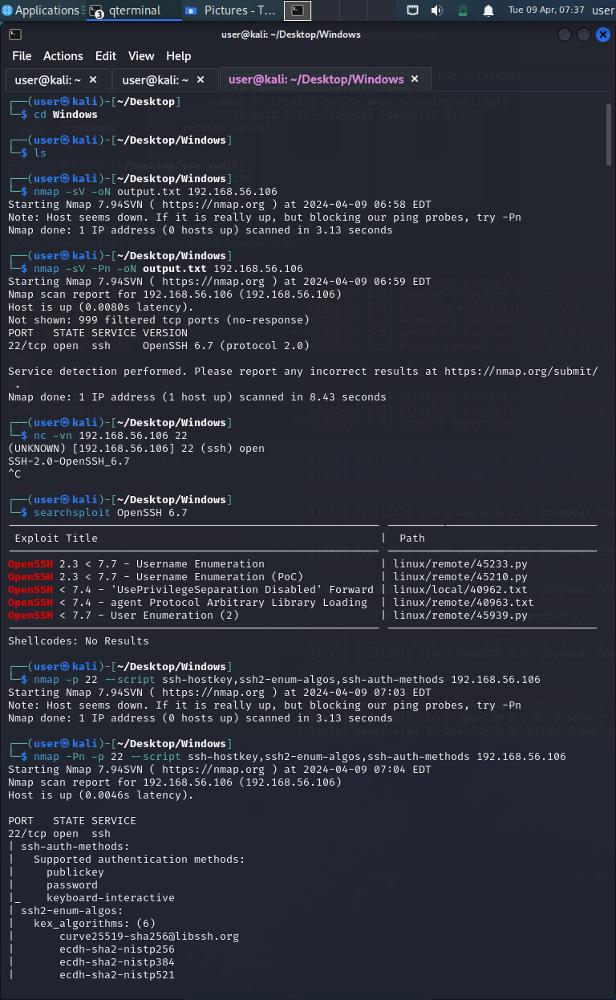 Applications 3 qterminal Pictures - T... Tue 09 Apr, 07:37 user
user@kali: ~/Desktop/Windows
File Actions Edit View Help
user@kali: ~ × user@kali: ~ × user@kali: ~/Desktop/Windows ×
┌──(user㉿kali)-[~/Desktop]
└─$ cd Windows
┌──(user㉿kali)-[~/Desktop/Windows]
└─$ ls
┌──(user㉿kali)-[~/Desktop/Windows]
└─$ nmap -sV -oN output.txt 192.168.56.106
Starting Nmap 7.94SVN ( https://nmap.org ) at 2024-04-09 06:58 EDT
Note: Host seems down. If it is really up, but blocking our ping probes, try -Pn
Nmap done: 1 IP address (0 hosts up) scanned in 3.13 seconds
┌──(user㉿kali)-[~/Desktop/Windows]
└─$ nmap -sV -Pn -oN output.txt 192.168.56.106
Starting Nmap 7.94SVN ( https://nmap.org ) at 2024-04-09 06:59 EDT
Nmap scan report for 192.168.56.106 (192.168.56.106)
Host is up (0.0080s latency).
Not shown: 999 filtered tcp ports (no-response)
PORT   STATE SERVICE VERSION
22/tcp open  ssh     OpenSSH 6.7 (protocol 2.0)
Service detection performed. Please report any incorrect results at https://nmap.org/submit/
 .
Nmap done: 1 IP address (1 host up) scanned in 8.43 seconds
┌──(user㉿kali)-[~/Desktop/Windows]
└─$ nc -vn 192.168.56.106 22
(UNKNOWN) [192.168.56.106] 22 (ssh) open
SSH-2.0-OpenSSH_6.7
^C
┌──(user㉿kali)-[~/Desktop/Windows]
└─$ searchsploit OpenSSH 6.7
 Exploit Title | Path
OpenSSH 2.3 < 7.7 - Username Enumeration | linux/remote/45233.py
OpenSSH 2.3 < 7.7 - Username Enumeration (PoC) | linux/remote/45210.py
OpenSSH < 7.4 - 'UsePrivilegeSeparation Disabled' Forward | linux/local/40962.txt
OpenSSH < 7.4 - agent Protocol Arbitrary Library Loading | linux/remote/40963.txt
OpenSSH < 7.7 - User Enumeration (2) | linux/remote/45939.py
Shellcodes: No Results
┌──(user㉿kali)-[~/Desktop/Windows]
└─$ nmap -p 22 --script ssh-hostkey,ssh2-enum-algos,ssh-auth-methods 192.168.56.106
Starting Nmap 7.94SVN ( https://nmap.org ) at 2024-04-09 07:03 EDT
Note: Host seems down. If it is really up, but blocking our ping probes, try -Pn
Nmap done: 1 IP address (0 hosts up) scanned in 3.13 seconds
┌──(user㉿kali)-[~/Desktop/Windows]
└─$ nmap -Pn -p 22 --script ssh-hostkey,ssh2-enum-algos,ssh-auth-methods 192.168.56.106
Starting Nmap 7.94SVN ( https://nmap.org ) at 2024-04-09 07:04 EDT
Nmap scan report for 192.168.56.106 (192.168.56.106)
Host is up (0.0046s latency).
PORT   STATE SERVICE
22/tcp open  ssh
| ssh-auth-methods:
|   Supported authentication methods:
|     publickey
|     password
|_    keyboard-interactive
| ssh2-enum-algos:
|   kex_algorithms: (6)
|       curve25519-sha256@libssh.org
|       ecdh-sha2-nistp256
|       ecdh-sha2-nistp384
|       ecdh-sha2-nistp521